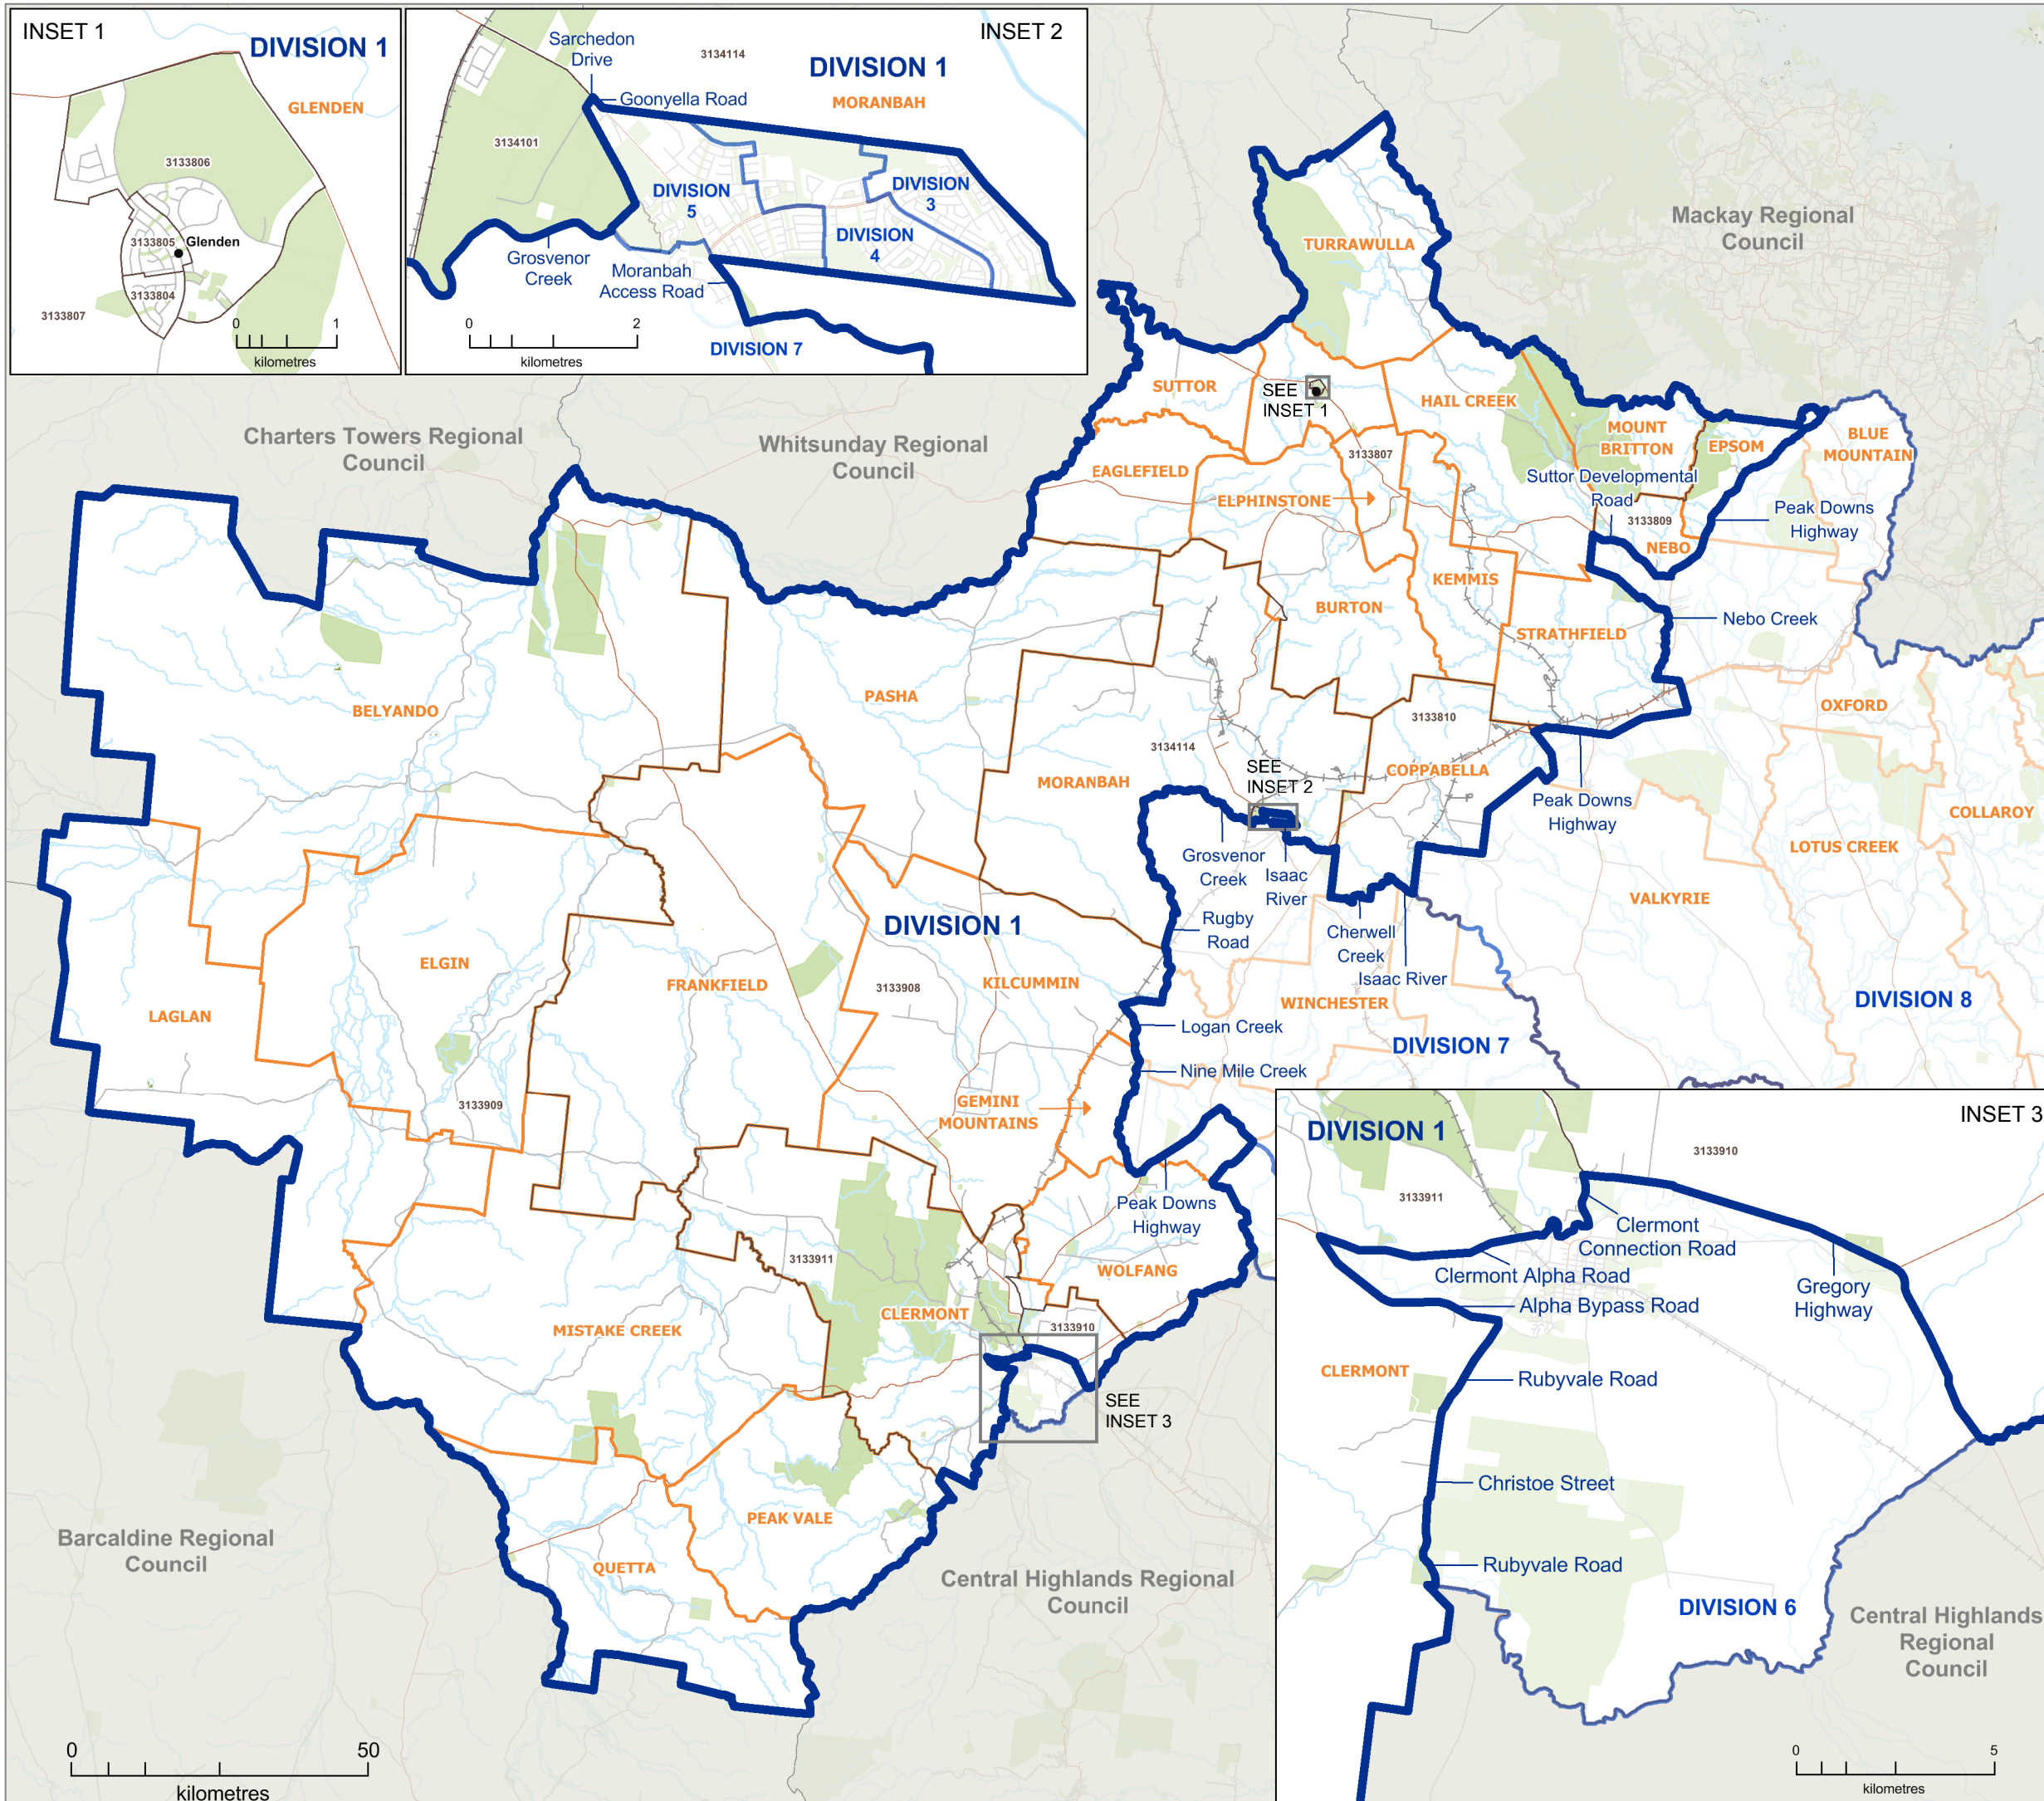 INSET 1
DIVISION 1
GLENDEN
3133806
3133805
Glenden
3133804
3133807
0 1
kilometres
INSET 2
Sarchedon
Drive
3134114
DIVISION 1
MORANBAH
Goonyella Road
3134101
DIVISION
5
DIVISION
3
DIVISION
4
Grosvenor
Creek
Moranbah
Access Road
DIVISION 7
0 2
kilometres
Mackay Regional
Council
TURRAWULLA
Charters Towers Regional
Council
Whitsunday Regional
Council
SUTTOR
SEE
INSET 1
HAIL CREEK
MOUNT
BRITTON
EPSOM
BLUE
MOUNTAIN
EAGLEFIELD
3133807
ELPHINSTONE
Suttor Developmental
Road
3133809
Peak Downs
Highway
NEBO
KEMMIS
BURTON
STRATHFIELD
Nebo Creek
BELYANDO
PASHA
OXFORD
3133810
3134114
MORANBAH
SEE
INSET 2
COPPABELLA
Peak Downs
Highway
COLLAROY
LOTUS CREEK
Grosvenor
Creek
Isaac
River
VALKYRIE
Rugby
Road
Cherwell
Creek
Isaac River
DIVISION 1
ELGIN
FRANKFIELD
3133908
KILCUMMIN
WINCHESTER
DIVISION 8
LAGLAN
Logan Creek
DIVISION 7
Nine Mile Creek
3133909
GEMINI
MOUNTAINS
Peak Downs
Highway
3133911
WOLFANG
CLERMONT
MISTAKE CREEK
3133910
SEE
INSET 3
PEAK VALE
QUETTA
Barcaldine Regional
Council
Central Highlands Regional
Council
0 50
kilometres
INSET 3
DIVISION 1
3133910
3133911
Clermont
Connection Road
Clermont Alpha Road
Gregory
Highway
Alpha Bypass Road
CLERMONT
Rubyvale Road
Christoe Street
Rubyvale Road
DIVISION 6
Central Highlands
Regional
Council
0 5
kilometres